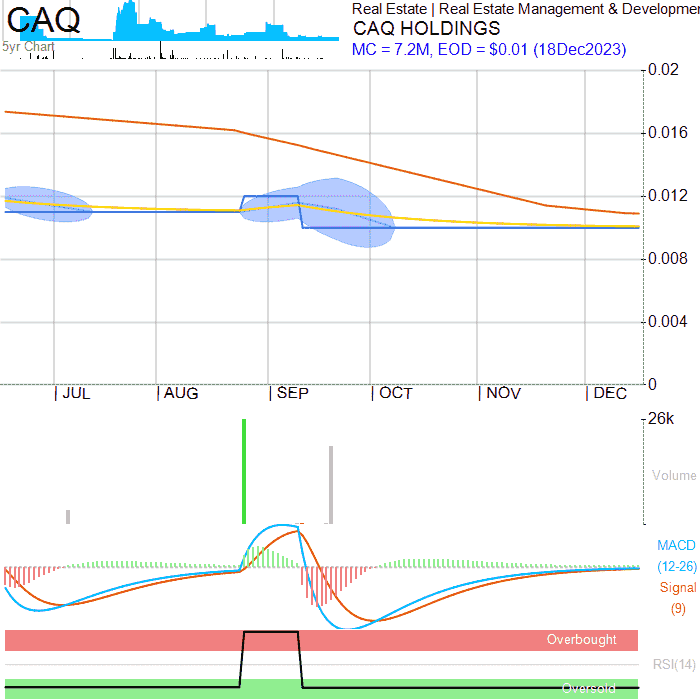 CAQ
Real Estate | Real Estate Management & Developmen
CAQ HOLDINGS
5yr Chart
MC = 7.2M, EOD = $0.01 (18Dec2023)
0.02
0.016
0.012
0.008
0.004
0
JUL
AUG
SEP
OCT
NOV
DEC
26k
Volume
MACD
(12-26)
Signal
(9)
Overbought
RSI(14)
Oversold